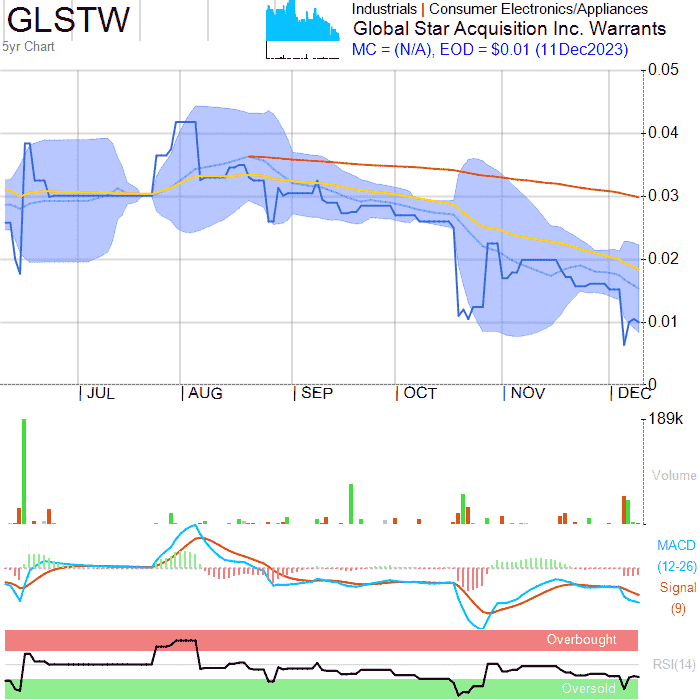 GLSTW
5yr Chart
Industrials | Consumer Electronics/Appliances
Global Star Acquisition Inc. Warrants
MC = (N/A), EOD = $0.01 (11Dec2023)
0.05
0.04
0.03
0.02
0.01
0
| JUL | AUG | SEP | OCT | NOV | DEC
189k
Volume
MACD
(12-26)
Signal
(9)
Overbought
RSI(14)
Oversold